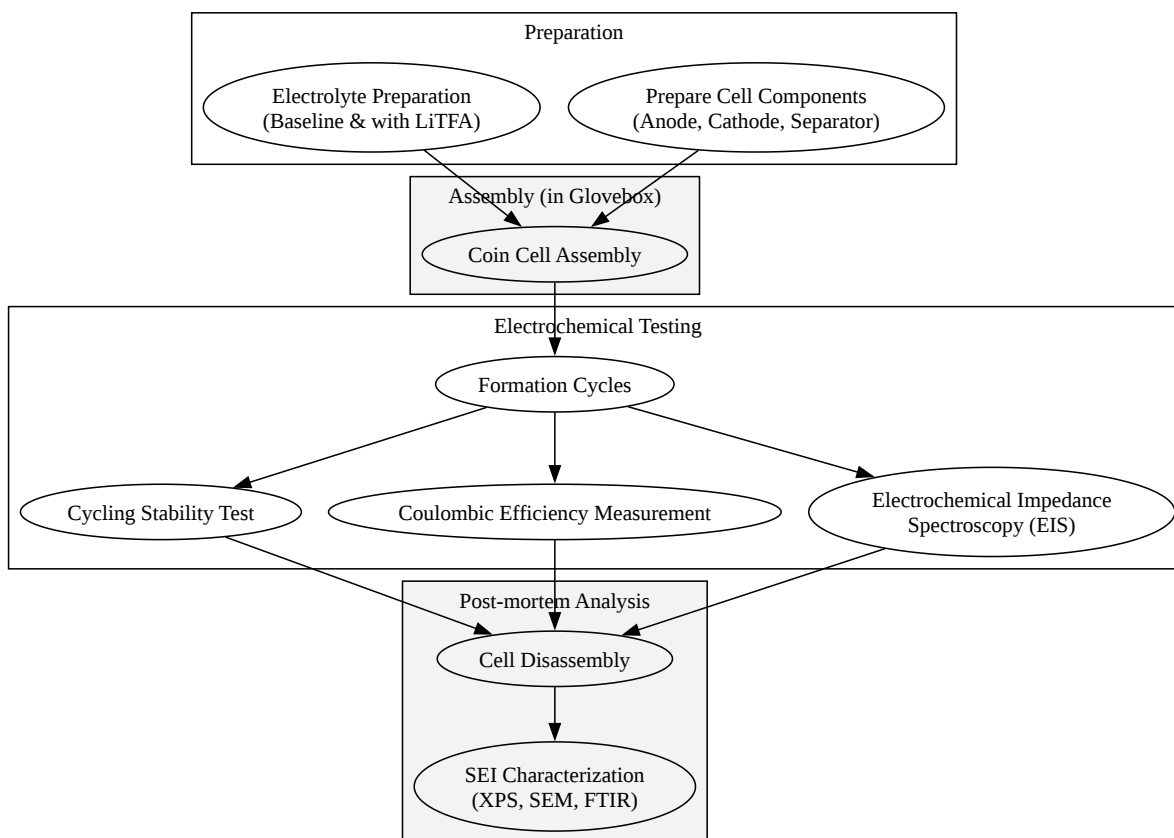 Preparation
Electrolyte Preparation
(Baseline & with LiTFA)
Prepare Cell Components
(Anode, Cathode, Separator)
Assembly (in Glovebox)
Coin Cell Assembly
Electrochemical Testing
Formation Cycles
Cycling Stability Test
Coulombic Efficiency Measurement
Electrochemical Impedance
Spectroscopy (EIS)
Post-mortem Analysis
Cell Disassembly
SEI Characterization
(XPS, SEM, FTIR)